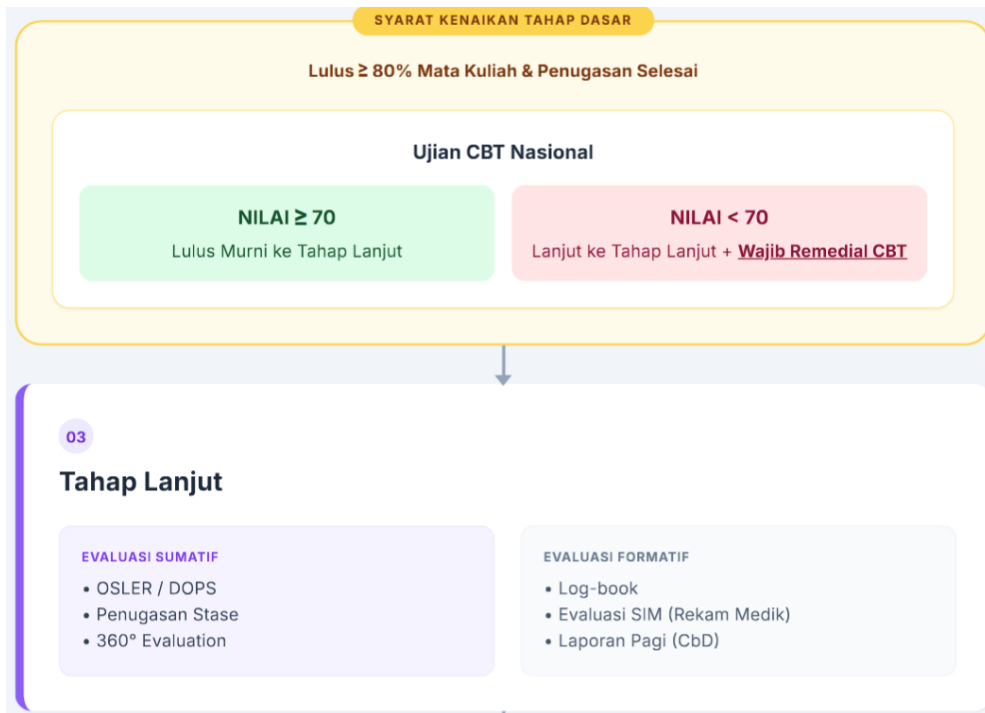 SYARAT KENAIKAN TAHAP DASAR
Lulus ≥ 80% Mata Kuliah & Penugasan Selesai
Ujian CBT Nasional
NILAI ≥ 70
Lulus Murni ke Tahap Lanjut
NILAI < 70
Lanjut ke Tahap Lanjut + Wajib Remedial CBT
03
Tahap Lanjut
EVALUASI SUMATIF
• OSLER / DOPS
• Penugasan Stase
• 360° Evaluation
EVALUASI FORMATIF
• Log-book
• Evaluasi SIM (Rekam Medik)
• Laporan Pagi (CbD)